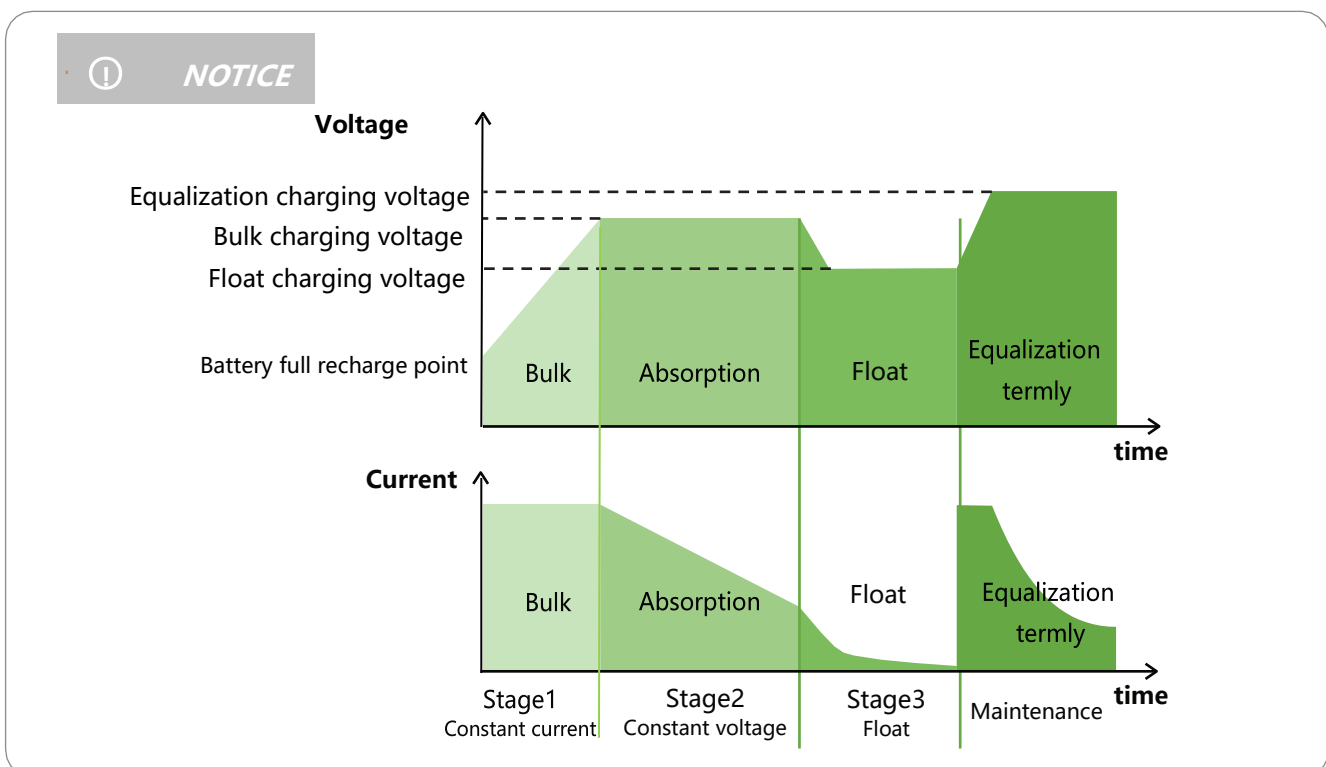 NOTICE
Voltage
Equalization charging voltage
Bulk charging voltage
Float charging voltage
Battery full recharge point
Bulk
Absorption
Float
Equalization
termly
time
Current
Bulk
Absorption
Float
Equalization
termly
time
Stage1
Constant current
Stage2
Constant voltage
Stage3
Float
Maintenance